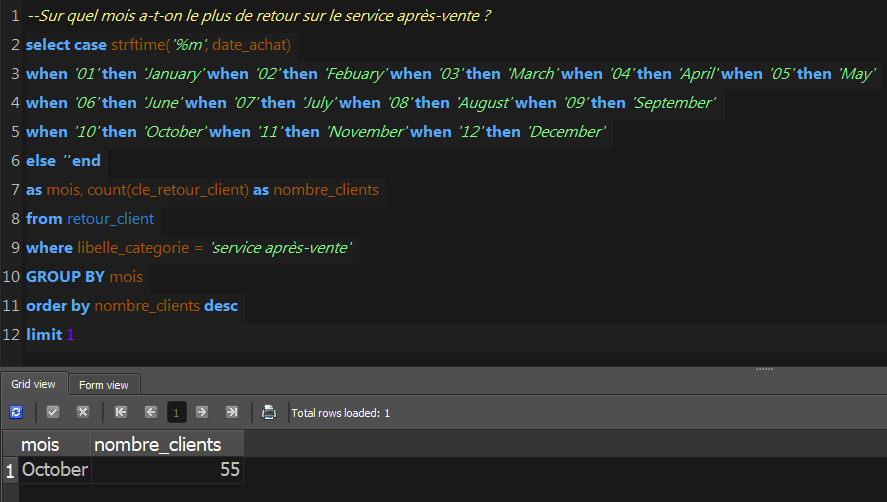 1 --Sur quel mois a-t-on le plus de retour sur le service après-vente ?
2 select case strftime('%m', date_achat)
3 when '01' then 'January' when '02' then 'Febuary' when '03' then 'March' when '04' then 'April' when '05' then 'May'
4 when '06' then 'June' when '07' then 'July' when '08' then 'August' when '09' then 'September'
5 when '10' then 'October' when '11' then 'November' when '12' then 'December'
6 else '' end
7 as mois, count(cle_retour_client) as nombre_clients
8 from retour_client
9 where libelle_categorie = 'service après-vente'
10 GROUP BY mois
11 order by nombre_clients desc
12 limit 1
Grid view Form view
1 Total rows loaded: 1
mois nombre_clients
1 October 55